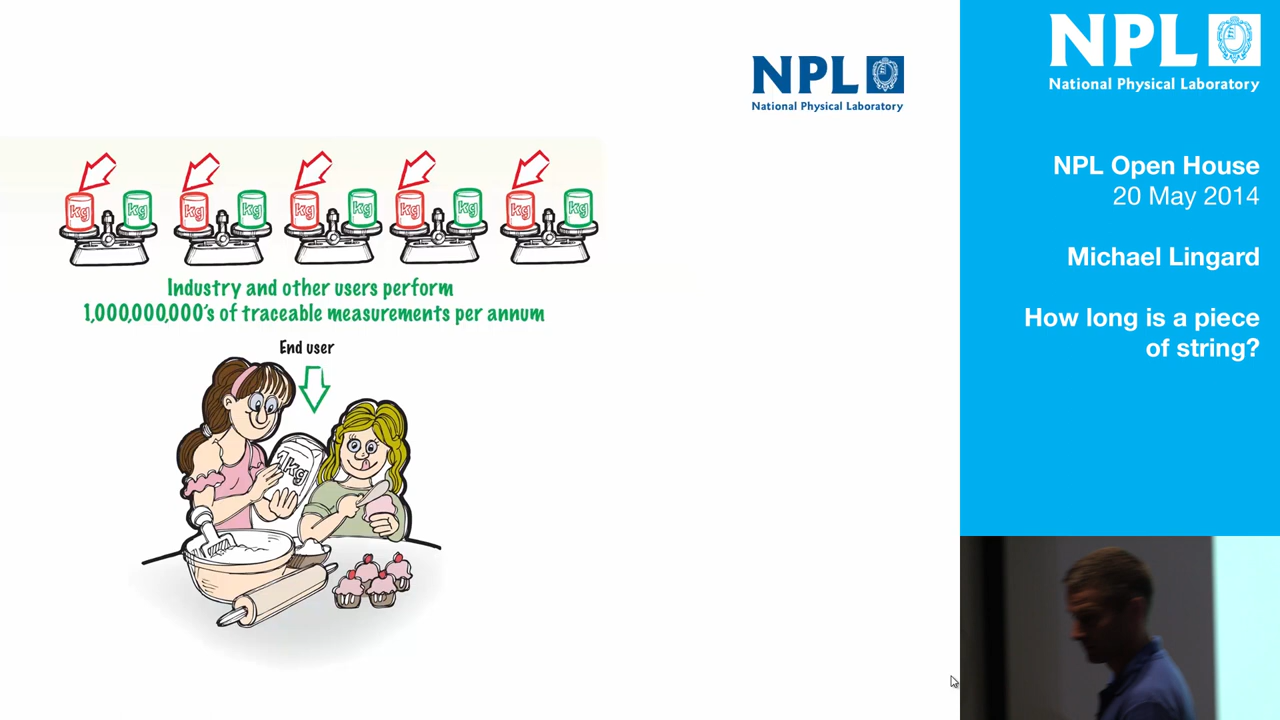 NPL
National Physical Laboratory
kg kg kg kg kg kg kg kg kg kg
Industry and other users perform
1,000,000,000's of traceable measurements per annum
End user
1kg
NPL
National Physical Laboratory
NPL Open House
20 May 2014
Michael Lingard
How long is a piece
of string?